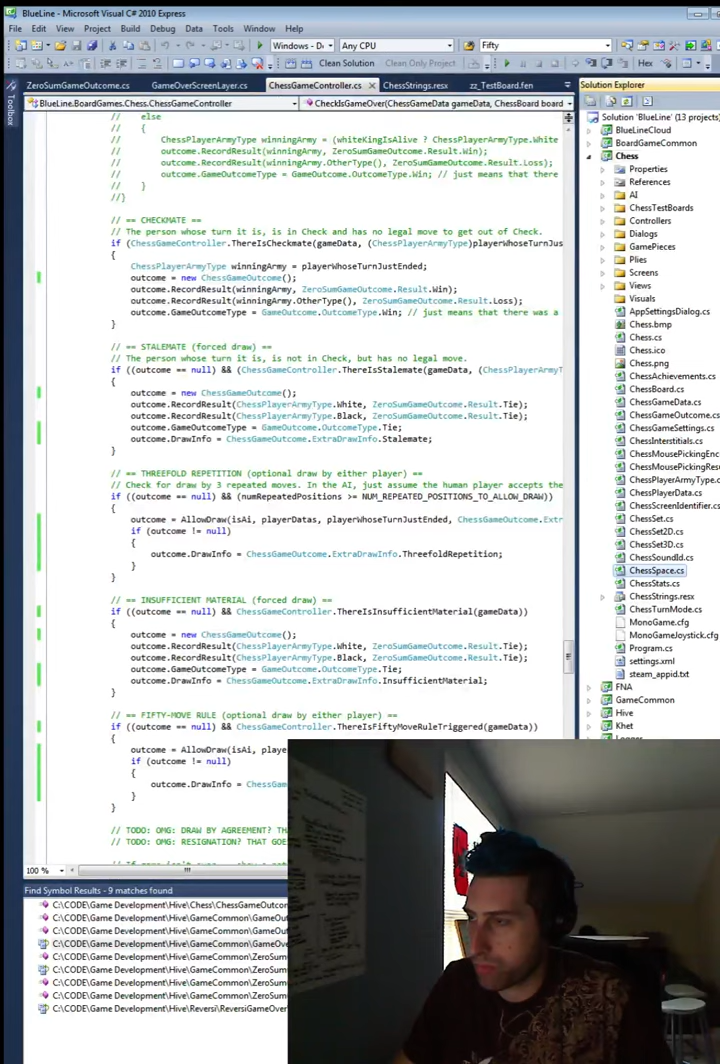 BlueLine - Microsoft Visual C# 2010 Express
File Edit View Project Build Debug Data Tools Window Help
Windows - D Any CPU Fifty
Clean Solution Clean Only Project Hex
ZeroSumGameOutcome.cs GameOverScreenLayer.cs ChessGameController.cs ChessStrings.resx zz_TestBoard.fen
Toolbox
BlueLine.BoardGames.Chess.ChessGameController CheckIsGameOver(ChessGameData gameData, ChessBoard board
// else
// {
// ChessPlayerArmyType winningArmy = (whiteKingIsAlive ? ChessPlayerArmyType.White
// outcome.RecordResult(winningArmy, ZeroSumGameOutcome.Result.Win);
// outcome.RecordResult(winningArmy.OtherType(), ZeroSumGameOutcome.Result.Loss);
// outcome.GameOutcomeType = GameOutcome.OutcomeType.Win; // just means that there
// }
//}
// == CHECKMATE ==
// The person whose turn it is, is in Check and has no legal move to get out of Check.
if (ChessGameController.ThereIsCheckmate(gameData, (ChessPlayerArmyType)playerWhoseTurnJus
{
ChessPlayerArmyType winningArmy = playerWhoseTurnJustEnded;
outcome = new ChessGameOutcome();
outcome.RecordResult(winningArmy, ZeroSumGameOutcome.Result.Win);
outcome.RecordResult(winningArmy.OtherType(), ZeroSumGameOutcome.Result.Loss);
outcome.GameOutcomeType = GameOutcome.OutcomeType.Win; // just means that there was a
}
// == STALEMATE (forced draw) ==
// The person whose turn it is, is not in Check, but has no legal move.
if ((outcome == null) && (ChessGameController.ThereIsStalemate(gameData, (ChessPlayerArmyT
{
outcome = new ChessGameOutcome();
outcome.RecordResult(ChessPlayerArmyType.White, ZeroSumGameOutcome.Result.Tie);
outcome.RecordResult(ChessPlayerArmyType.Black, ZeroSumGameOutcome.Result.Tie);
outcome.GameOutcomeType = GameOutcome.OutcomeType.Tie;
outcome.DrawInfo = ChessGameOutcome.ExtraDrawInfo.Stalemate;
}
// == THREEFOLD REPETITION (optional draw by either player) ==
// Check for draw by 3 repeated moves. In the AI, just assume the human player accepts the
if ((outcome == null) && (numRepeatedPositions >= NUM_REPEATED_POSITIONS_TO_ALLOW_DRAW))
{
outcome = AllowDraw(isAi, playerDatas, playerWhoseTurnJustEnded, ChessGameOutcome.Extr
if (outcome != null)
{
outcome.DrawInfo = ChessGameOutcome.ExtraDrawInfo.ThreefoldRepetition;
}
}
// == INSUFFICIENT MATERIAL (forced draw) ==
if ((outcome == null) && ChessGameController.ThereIsInsufficientMaterial(gameData))
{
outcome = new ChessGameOutcome();
outcome.RecordResult(ChessPlayerArmyType.White, ZeroSumGameOutcome.Result.Tie);
outcome.RecordResult(ChessPlayerArmyType.Black, ZeroSumGameOutcome.Result.Tie);
outcome.GameOutcomeType = GameOutcome.OutcomeType.Tie;
outcome.DrawInfo = ChessGameOutcome.ExtraDrawInfo.InsufficientMaterial;
}
// == FIFTY-MOVE RULE (optional draw by either player) ==
if ((outcome == null) && ChessGameController.ThereIsFiftyMoveRuleTriggered(gameData))
{
outcome = AllowDraw(isAi, play
if (outcome != null)
{
outcome.DrawInfo = ChessG
}
}
// TODO: OMG: DRAW BY AGREEMENT? TH
// TODO: OMG: RESIGNATION? THAT GOE
100 %
Find Symbol Results - 9 matches found
C:\CODE\Game Development\Hive\Chess\ChessGameOutcon
C:\CODE\Game Development\Hive\GameCommon\GameOut
C:\CODE\Game Development\Hive\GameCommon\GameOut
C:\CODE\Game Development\Hive\GameCommon\GameOve
C:\CODE\Game Development\Hive\GameCommon\GameOve
C:\CODE\Game Development\Hive\GameCommon\ZeroSum
C:\CODE\Game Development\Hive\GameCommon\ZeroSum
C:\CODE\Game Development\Hive\GameCommon\ZeroSum
C:\CODE\Game Development\Hive\Reversi\ReversiGameOver
Solution Explorer
Solution 'BlueLine' (13 projects)
BlueLineCloud
BoardGameCommon
Chess
Properties
References
AI
ChessTestBoards
Controllers
Dialogs
GamePieces
Plies
Screens
Views
Visuals
AppSettingsDialog.cs
Chess.bmp
Chess.cs
Chess.ico
Chess.png
ChessAchievements.cs
ChessBoard.cs
ChessGameData.cs
ChessGameOutcome.cs
ChessGameSettings.cs
ChessInterstitials.cs
ChessMousePickingEnc
ChessMousePickingResu
ChessPlayerArmyType.c
ChessPlayerData.cs
ChessScreenIdentifier.cs
ChessSet.cs
ChessSet2D.cs
ChessSet3D.cs
ChessSoundId.cs
ChessSpace.cs
ChessStats.cs
ChessStrings.resx
ChessTurnMode.cs
MonoGame.cfg
MonoGameJoystick.cfg
Program.cs
settings.xml
steam_appid.txt
FNA
GameCommon
Hive
Khet